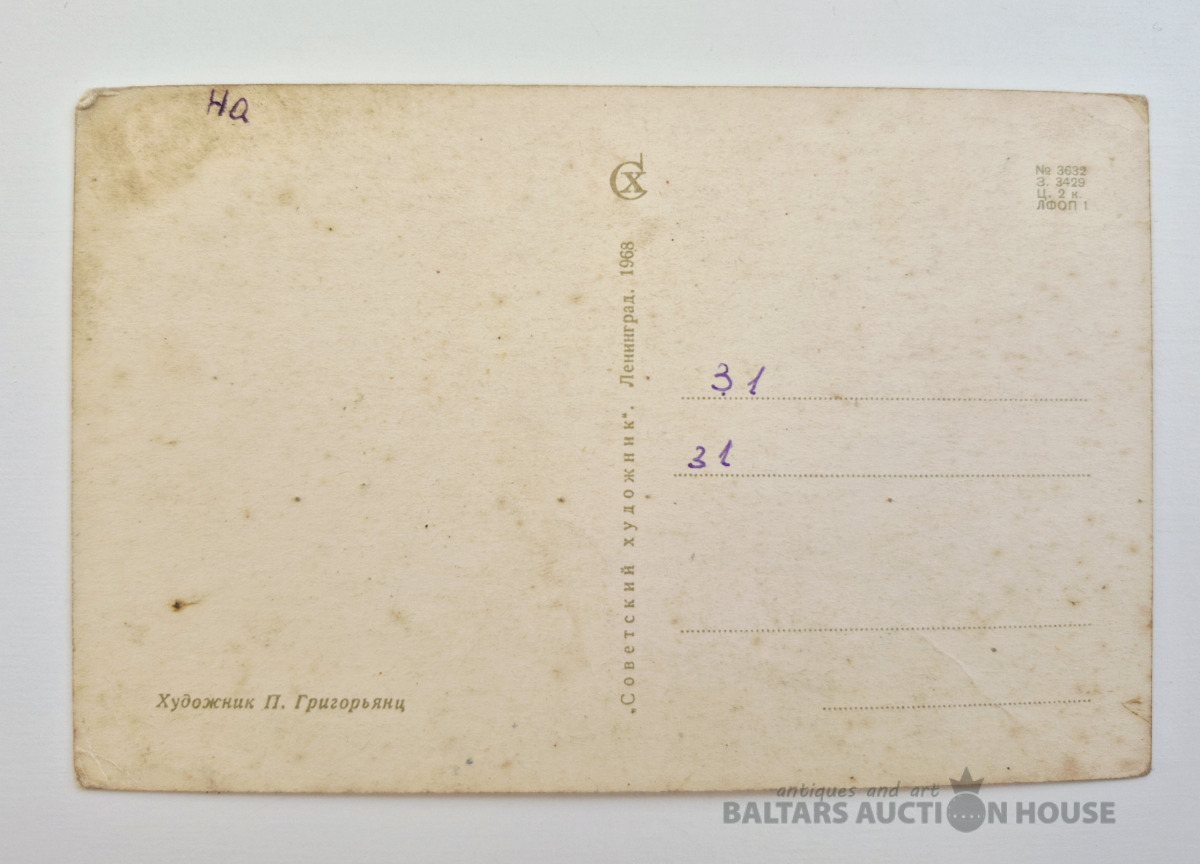 На
СХ
№ 3632
З. 3429
Ц. 2 к.
ЛФОП 1
„Советский художник“. Ленинград. 1968
31
31
Художник П. Григорьянц
antiques and art
BALTARS AUCTION HOUSE